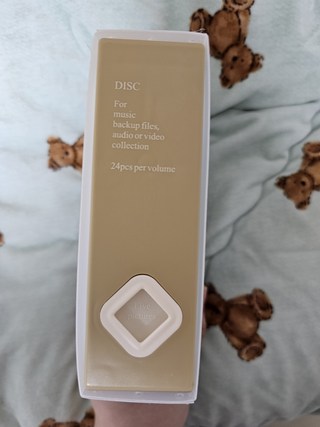 DISC
For
music
backup files,
audio or video
collection
24pcs per volume